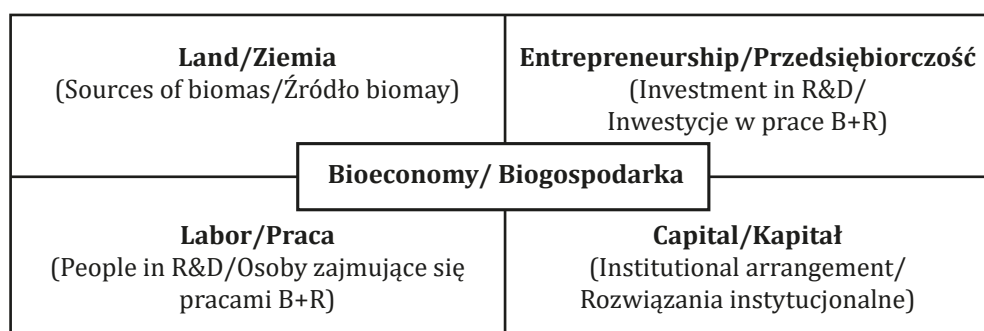 Land/Ziemia
(Sources of biomas/Źródło biomay)
Entrepreneurship/Przedsiębiorczość
(Investment in R&D/
Inwestycje w prace B+R)
Bioeconomy/ Biogospodarka
Labor/Praca
(People in R&D/Osoby zajmujące się
pracami B+R)
Capital/Kapitał
(Institutional arrangement/
Rozwiązania instytucjonalne)